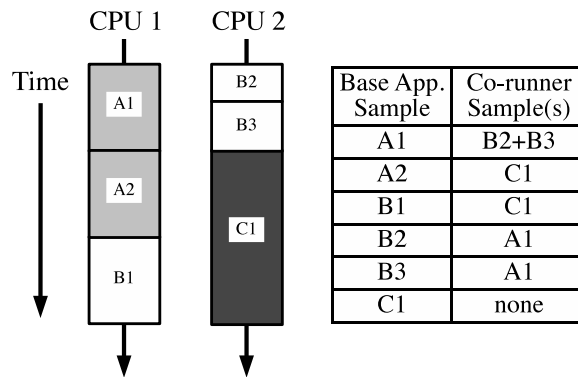 CPU 1 CPU 2
Time
A1
A2
B1
B2
B3
C1
Base App. Sample Co-runner Sample(s)
A1 B2+B3
A2 C1
B1 C1
B2 A1
B3 A1
C1 none